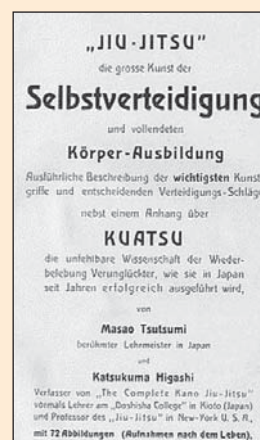 „JIU-JITSU"
die grosse Kunst der
Selbstverteidigung
und vollendeten
Körper-Ausbildung
Ausführliche Beschreibung der wichtigsten Kunst-
griffe und entscheidenden Verteidigungs-Schläge
nebst einem Anhang über
KUATSU
die unfehlbare Wissenschaft der Wieder-
belebung Verunglückter, wie sie in Japan
seit Jahren erfolgreich ausgeführt wird,
von
Masao Tsutsumi
berühmter Lehrmeister in Japan
und
Katsukuma Higashi
Verfasser von "The Complete Kano Jiu-Jitsu"
vormals Lehrer am „Doshisha College" in Kioto (Japan)
und Professor des „Jiu-Jitsu" in New-York U. S. A.,
mit 72 Abbildungen (Aufnahmen nach dem Leben),